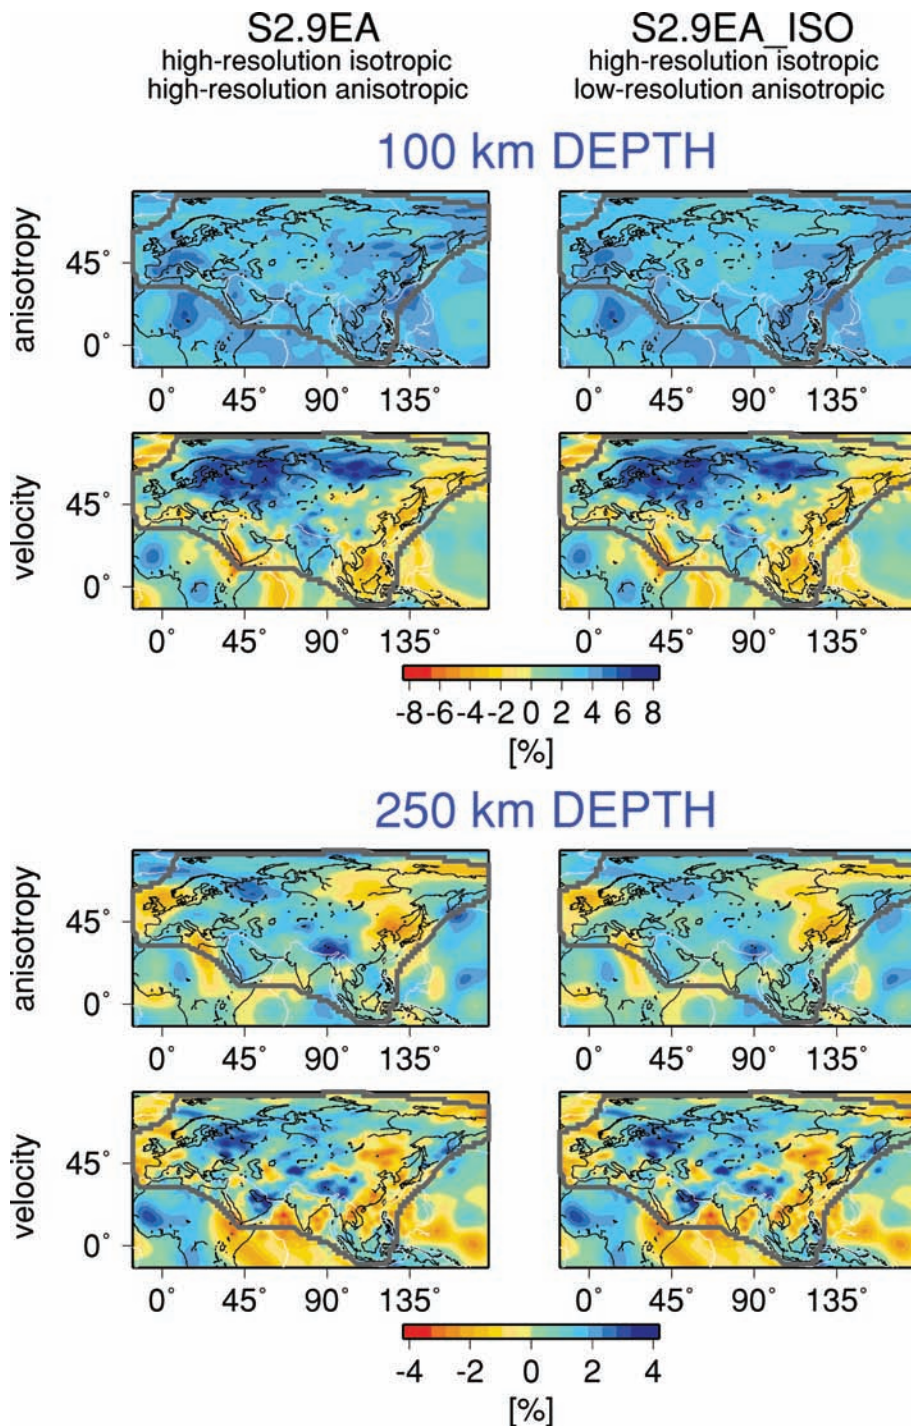 S2.9EA
high-resolution isotropic
high-resolution anisotropic
S2.9EA_ISO
high-resolution isotropic
low-resolution anisotropic
100 km DEPTH
anisotropy
45°
0°
0° 45° 90° 135°
0° 45° 90° 135°
velocity
45°
0°
0° 45° 90° 135°
0° 45° 90° 135°
-8 -6 -4 -2 0 2 4 6 8
[%]
250 km DEPTH
anisotropy
45°
0°
0° 45° 90° 135°
0° 45° 90° 135°
velocity
45°
0°
0° 45° 90° 135°
0° 45° 90° 135°
-4 -2 0 2 4
[%]